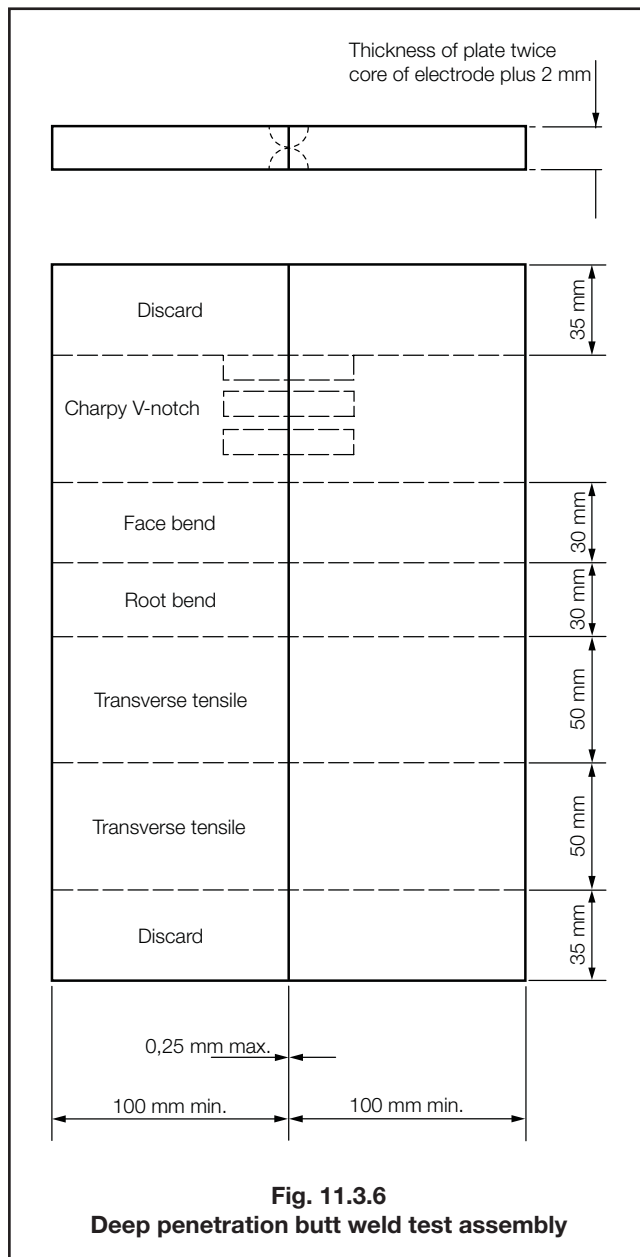 Thickness of plate twice
core of electrode plus 2 mm
Discard
35 mm
Charpy V-notch
Face bend
30 mm
Root bend
30 mm
Transverse tensile
50 mm
Transverse tensile
50 mm
Discard
35 mm
0,25 mm max.
100 mm min.
100 mm min.
Fig. 11.3.6
Deep penetration butt weld test assembly